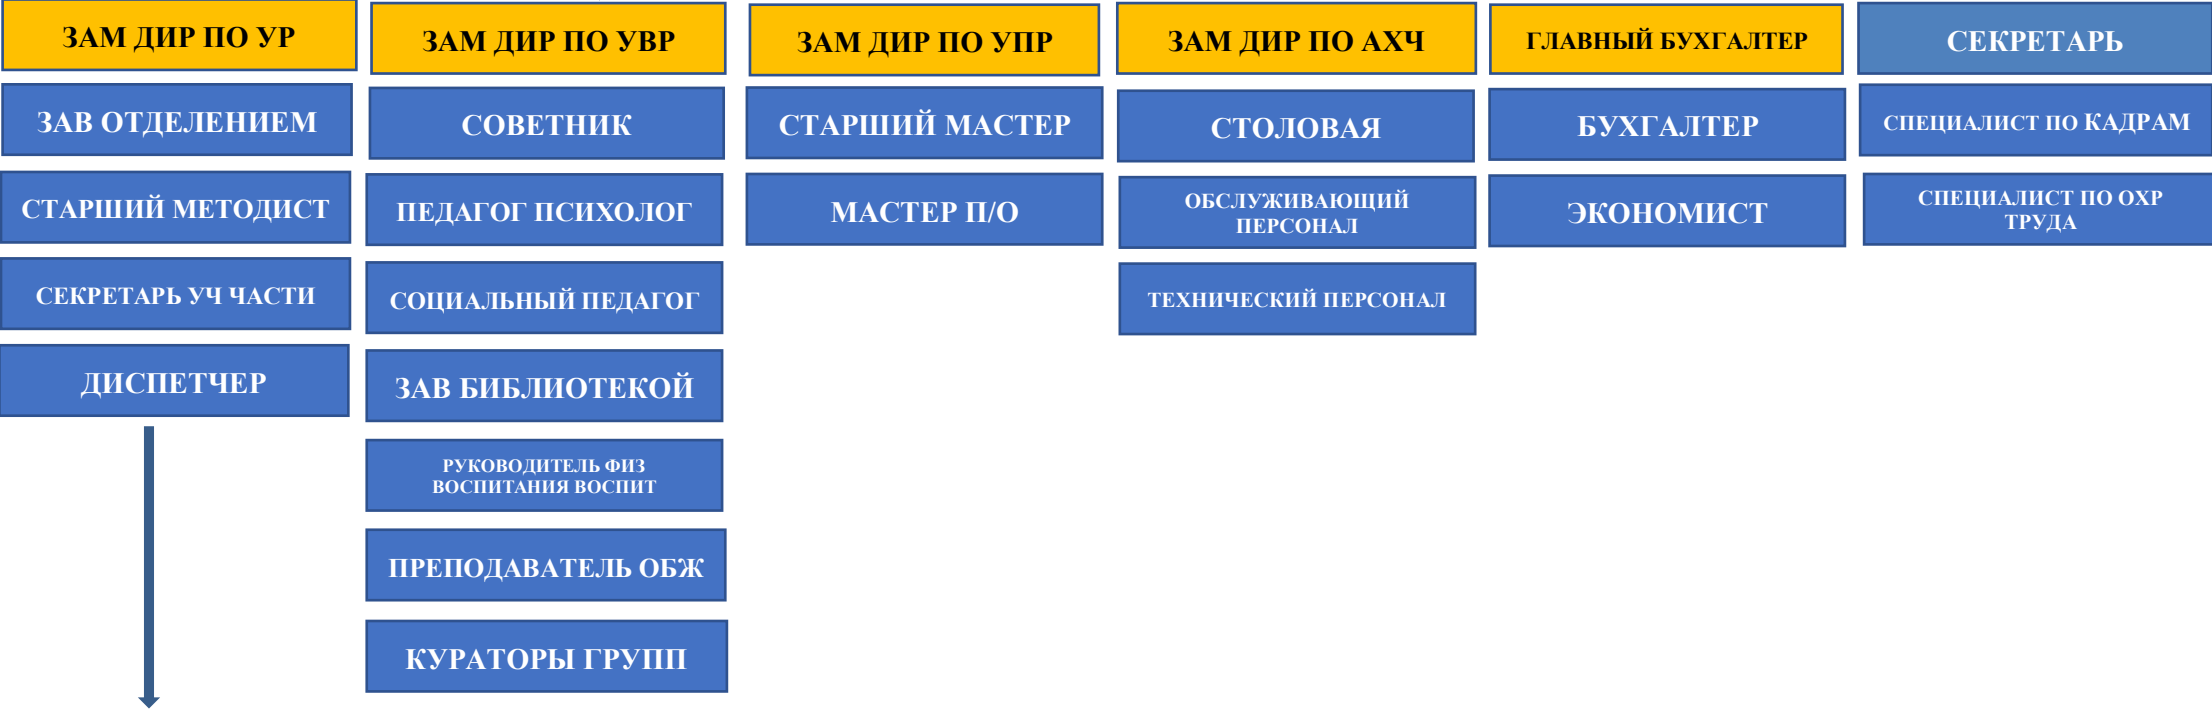 ЗАМ ДИР ПО УР
ЗАМ ДИР ПО УВР
ЗАМ ДИР ПО УПР
ЗАМ ДИР ПО АХЧ
ГЛАВНЫЙ БУХГАЛТЕР
СЕКРЕТАРЬ
ЗАВ ОТДЕЛЕНИЕМ
СОВЕТНИК
СТАРШИЙ МАСТЕР
СТОЛОВАЯ
БУХГАЛТЕР
СПЕЦИАЛИСТ ПО КАДРАМ
СТАРШИЙ МЕТОДИСТ
ПЕДАГОГ ПСИХОЛОГ
МАСТЕР П/О
ОБСЛУЖИВАЮЩИЙ
ПЕРСОНАЛ
ЭКОНОМИСТ
СПЕЦИАЛИСТ ПО ОХР
ТРУДА
СЕКРЕТАРЬ УЧ ЧАСТИ
СОЦИАЛЬНЫЙ ПЕДАГОГ
ТЕХНИЧЕСКИЙ ПЕРСОНАЛ
ДИСПЕТЧЕР
ЗАВ БИБЛИОТЕКОЙ
РУКОВОДИТЕЛЬ ФИЗ
ВОСПИТАНИЯ ВОСПИТ
ПРЕПОДАВАТЕЛЬ ОБЖ
КУРАТОРЫ ГРУПП